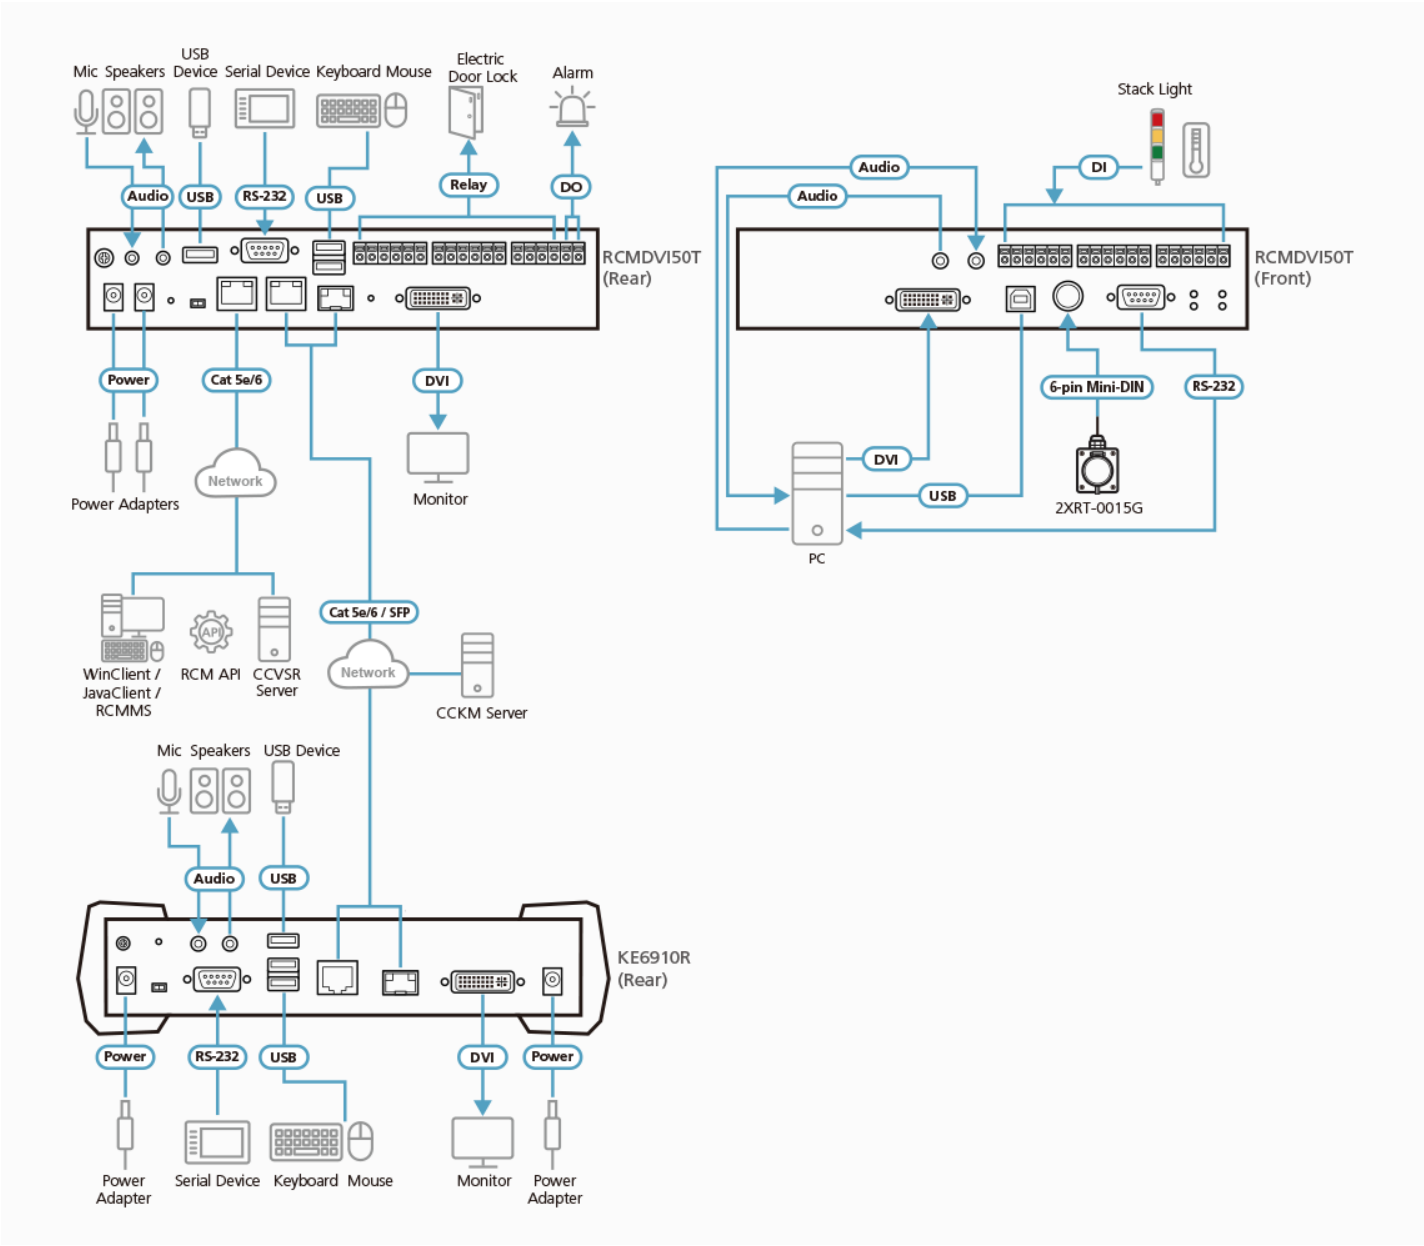 USB
Mic Speakers Device Serial Device Keyboard Mouse
Electric
Door Lock
Alarm
Audio
USB
RS-232
USB
Relay
DO
RCMDVI50T
(Rear)
Power
Cat 5e/6
DVI
Network
Power Adapters
Monitor
Cat 5e/6 / SFP
API
WinClient /
JavaClient /
RCMMS
RCM API
CCVSR
Server
Network
CCKM Server
Stack Light
Audio
DI
Audio
RCMDVI50T
(Front)
6-pin Mini-DIN
RS-232
DVI
USB
2XRT-0015G
PC
Mic Speakers USB Device
Audio
USB
KE6910R
(Rear)
Power
RS-232
USB
DVI
Power
Power
Adapter
Serial Device
Keyboard Mouse
Monitor
Power
Adapter